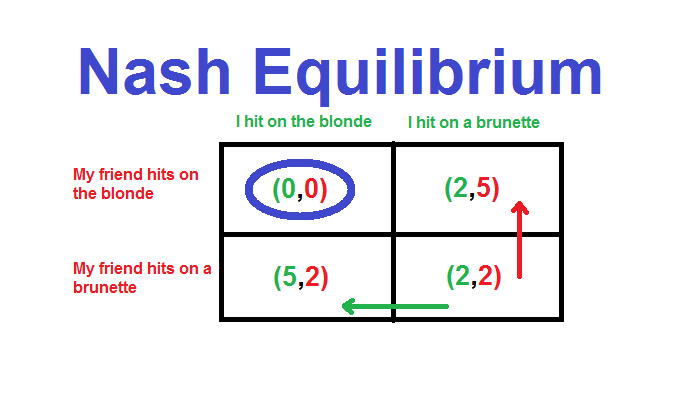 Nash Equilibrium
I hit on the blonde
I hit on a brunette
My friend hits on
the blonde
(0,0)
(2,5)
My friend hits on a
brunette
(5,2)
(2,2)